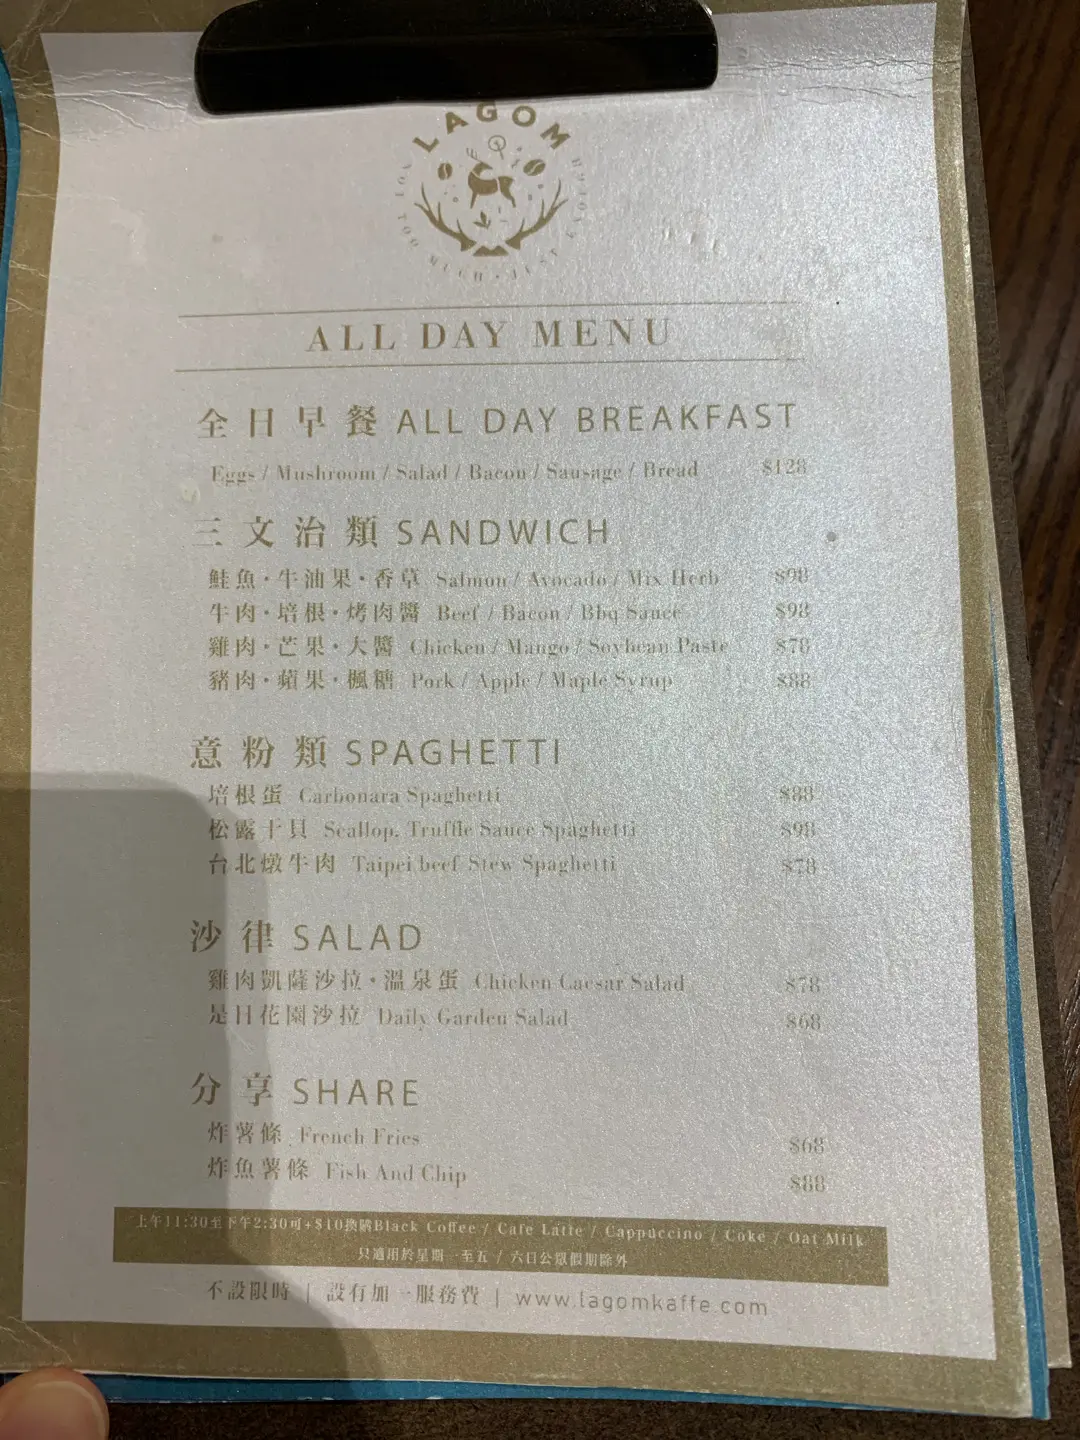 LAGOM
NOT TOO MUCH · JUST ENOUGH
ALL DAY MENU
全日早餐 ALL DAY BREAKFAST
Eggs / Mushroom / Salad / Bacon / Sausage / Bread $128
三文治類 SANDWICH
鮭魚·牛油果·香草 Salmon / Avocado / Mix Herb $98
牛肉·培根·烤肉醬 Beef / Bacon / Bbq Sauce $98
雞肉·芒果·大醬 Chicken / Mango / Soybean Paste $78
豬肉·蘋果·楓糖 Pork / Apple / Maple Syrup $88
意粉類 SPAGHETTI
培根蛋 Carbonara Spaghetti $88
松露干貝 Scallop, Truffle Sauce Spaghetti $98
台北燉牛肉 Taipei beef Stew Spaghetti $78
沙律 SALAD
雞肉凱薩沙拉·溫泉蛋 Chicken Caesar Salad $78
是日花園沙拉 Daily Garden Salad $68
分享 SHARE
炸薯條 French Fries $68
炸魚薯條 Fish And Chip $88
上午11:30至下午2:30可+$10換購Black Coffee / Cafe Latte / Cappuccino / Coke / Oat Milk
只適用於星期一至五 / 六日公眾假期除外
不設限時 | 設有加一服務費 | www.lagomkaffe.com